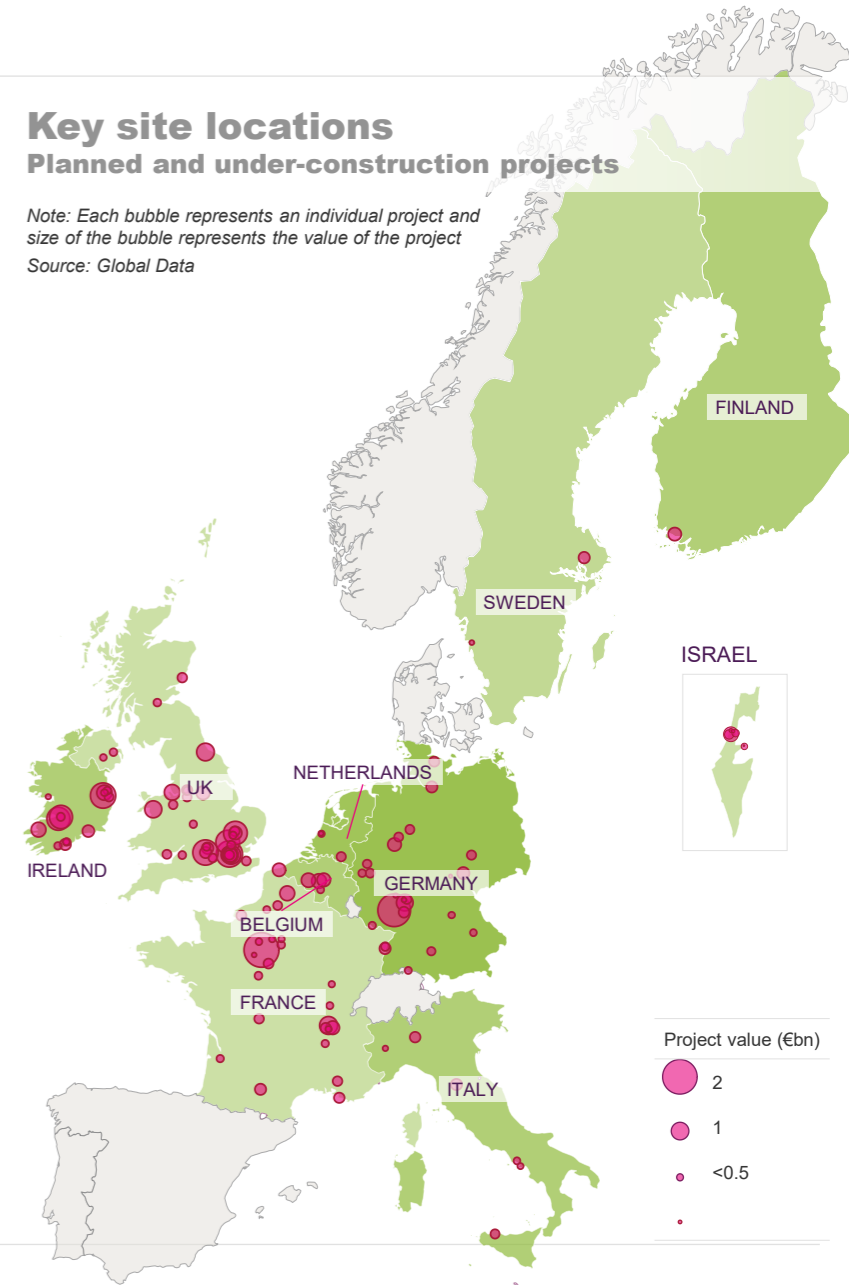 Key site locations
Planned and under-construction projects
Note: Each bubble represents an individual project and
size of the bubble represents the value of the project
Source: Global Data
FINLAND
SWEDEN
ISRAEL
NETHERLANDS
UK
IRELAND
GERMANY
BELGIUM
FRANCE
ITALY
Project value (€bn)
2
1
<0.5